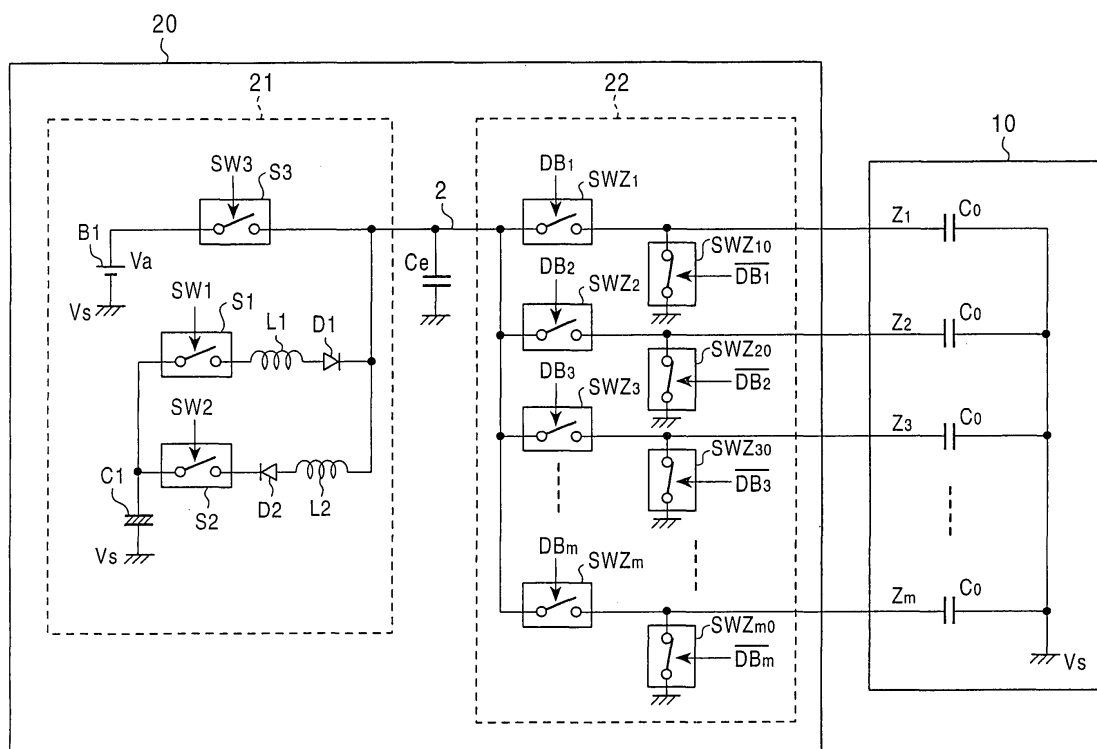 20
21
22
10
SW3
S3
DB1
SWZ1
2
B1
Va
Vs
Ce
Z1
C0
SWZ10
DB1
SW1
S1
L1
D1
DB2
SWZ2
Z2
C0
SWZ20
DB2
SW2
DB3
SWZ3
Z3
C0
C1
S2
D2
L2
SWZ30
DB3
Vs
DBm
SWZm
Zm
C0
SWZm0
DBm
Vs